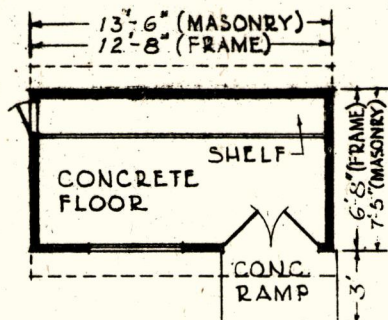 13'-6" (MASONRY)
12'-8" (FRAME)
SHELF
CONCRETE
FLOOR
CONC
RAMP
6'-8" (FRAME)
7'-5" (MASONRY)
3'